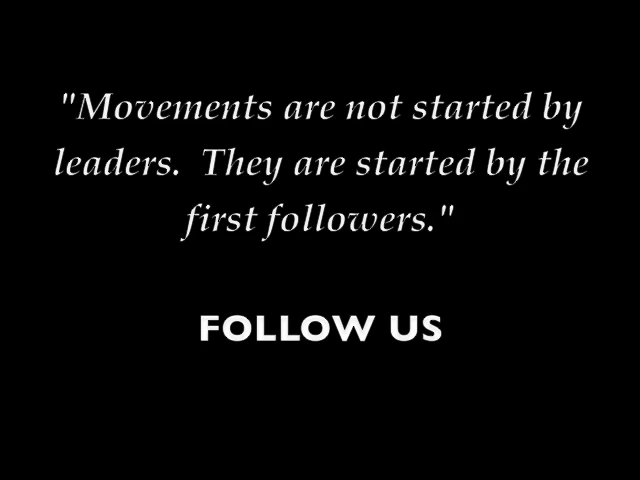 "Movements are not started by
leaders.  They are started by the
first followers."
FOLLOW US